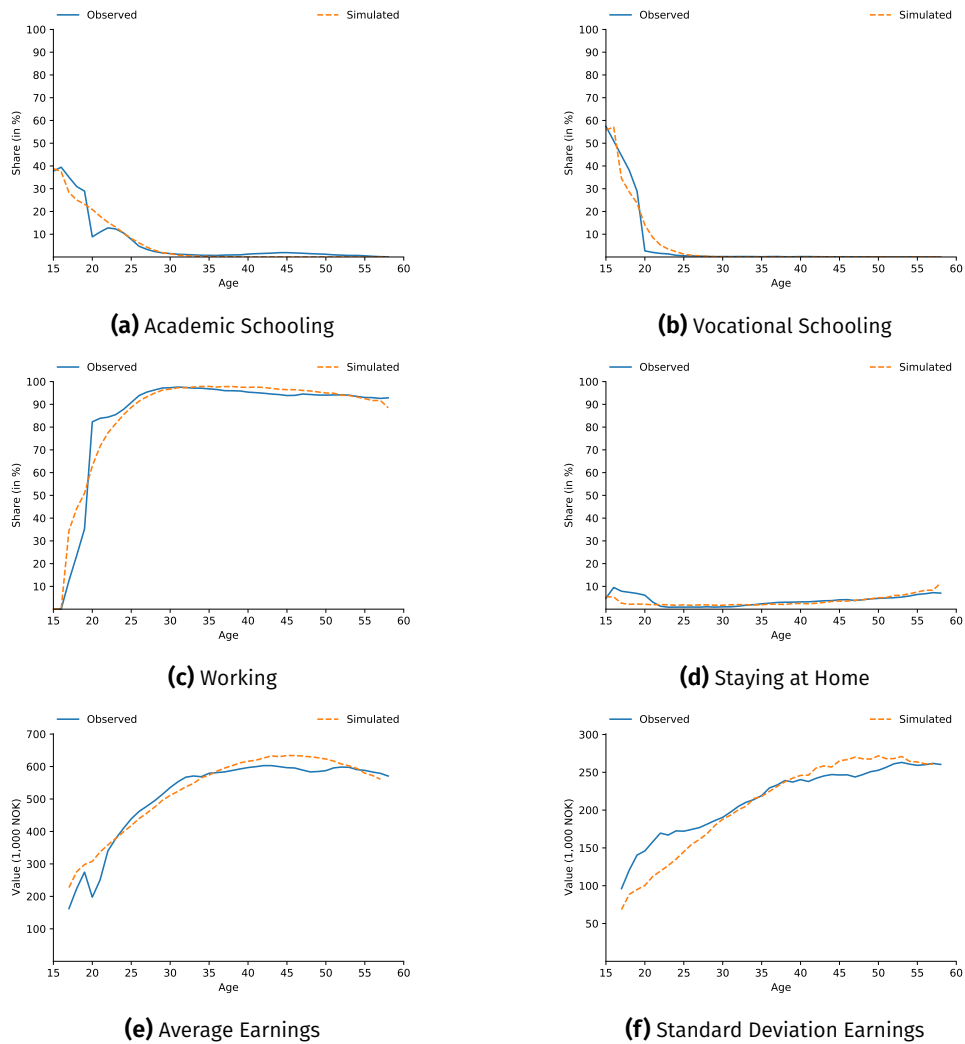 Observed Simulated
100
90
80
70
60
50
40
30
20
10
Share (in %)
15 20 25 30 35 40 45 50 55 60
Age
(a) Academic Schooling
Observed Simulated
100
90
80
70
60
50
40
30
20
10
Share (in %)
15 20 25 30 35 40 45 50 55 60
Age
(b) Vocational Schooling
Observed Simulated
100
90
80
70
60
50
40
30
20
10
Share (in %)
15 20 25 30 35 40 45 50 55 60
Age
(c) Working
Observed Simulated
100
90
80
70
60
50
40
30
20
10
Share (in %)
15 20 25 30 35 40 45 50 55 60
Age
(d) Staying at Home
Observed Simulated
700
600
500
400
300
200
100
Value (1,000 NOK)
15 20 25 30 35 40 45 50 55 60
Age
(e) Average Earnings
Observed Simulated
300
250
200
150
100
50
Value (1,000 NOK)
15 20 25 30 35 40 45 50 55 60
Age
(f) Standard Deviation Earnings